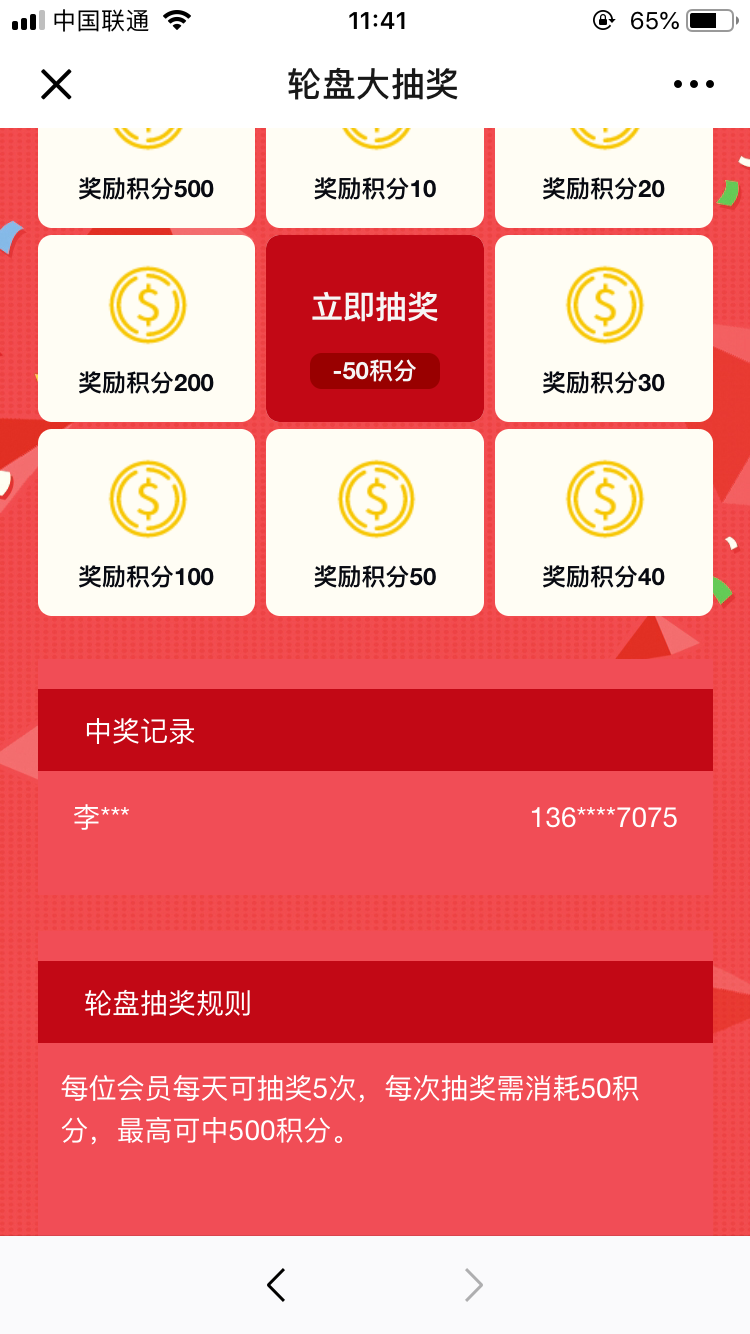 中国联通 11:41 65%
轮盘大抽奖
奖励积分500 奖励积分10 奖励积分20
立即抽奖
-50积分
奖励积分200 奖励积分30
奖励积分100 奖励积分50 奖励积分40
中奖记录
李*** 136****7075
轮盘抽奖规则
每位会员每天可抽奖5次，每次抽奖需消耗50积
分，最高可中500积分。